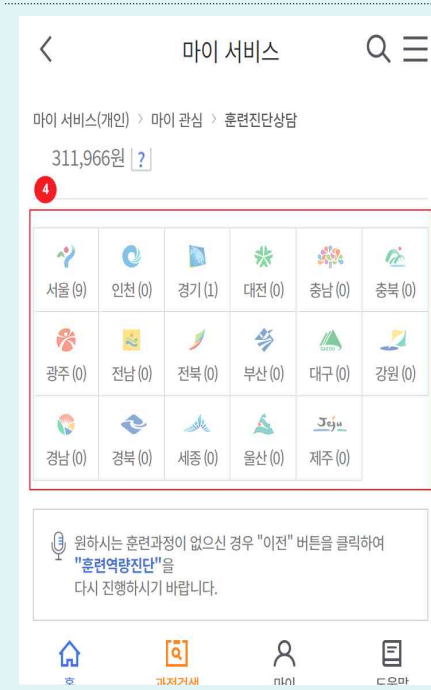 마이 서비스
마이 서비스(개인) > 마이 관심 > 훈련진단상담
311,966원 ?
4
서울 (9) 인천 (0) 경기 (1) 대전 (0) 충남 (0) 충북 (0)
광주 (0) 전남 (0) 전북 (0) 부산 (0) 대구 (0) 강원 (0)
Jeju
경남 (0) 경북 (0) 세종 (0) 울산 (0) 제주 (0)
원하시는 훈련과정이 없으신 경우 "이전" 버튼을 클릭하여
"훈련역량진단"을
다시 진행하시기 바랍니다.
홈 과정검색 마이 도움말